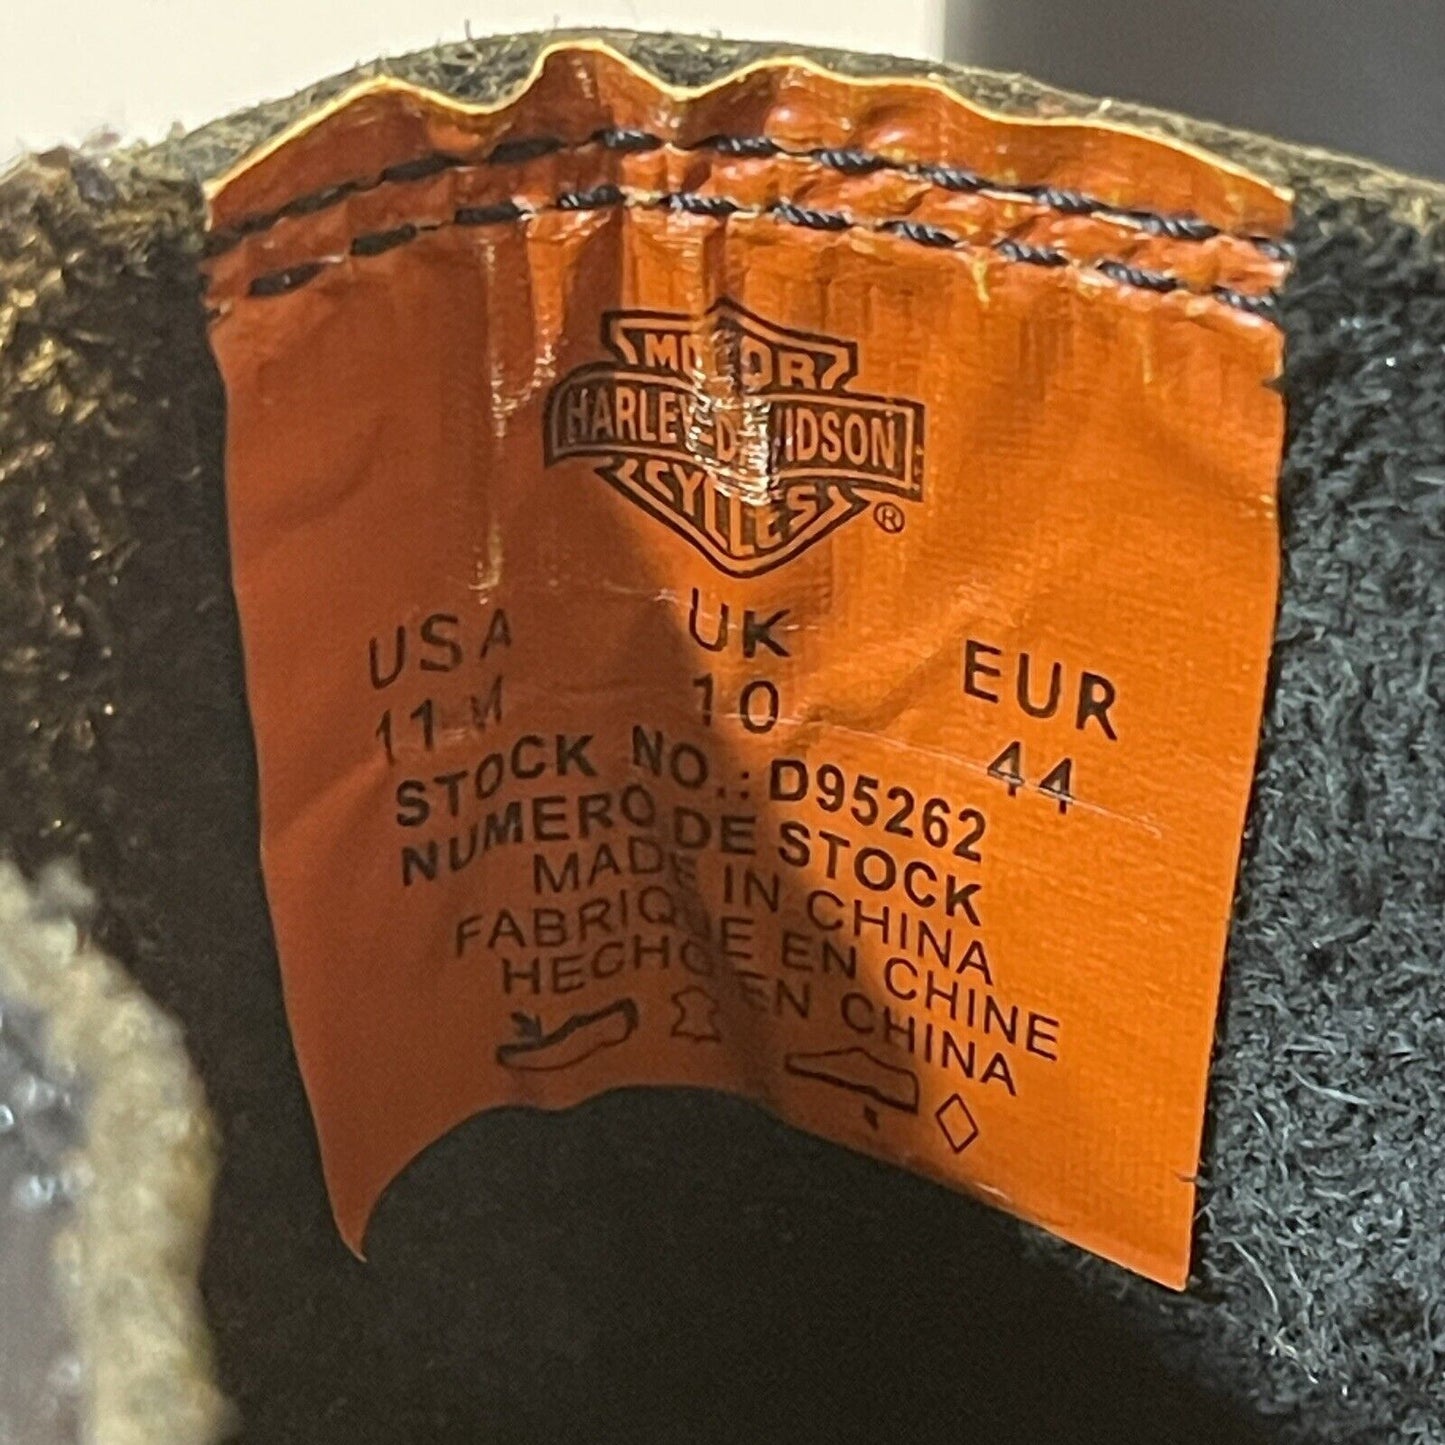 MOTOR
HARLEY-DAVIDSON
CYCLES
®
USA UK EUR
11 M 10 44
STOCK NO.: D95262
NUMERO DE STOCK
MADE IN CHINA
FABRIQUE EN CHINE
HECHO EN CHINA